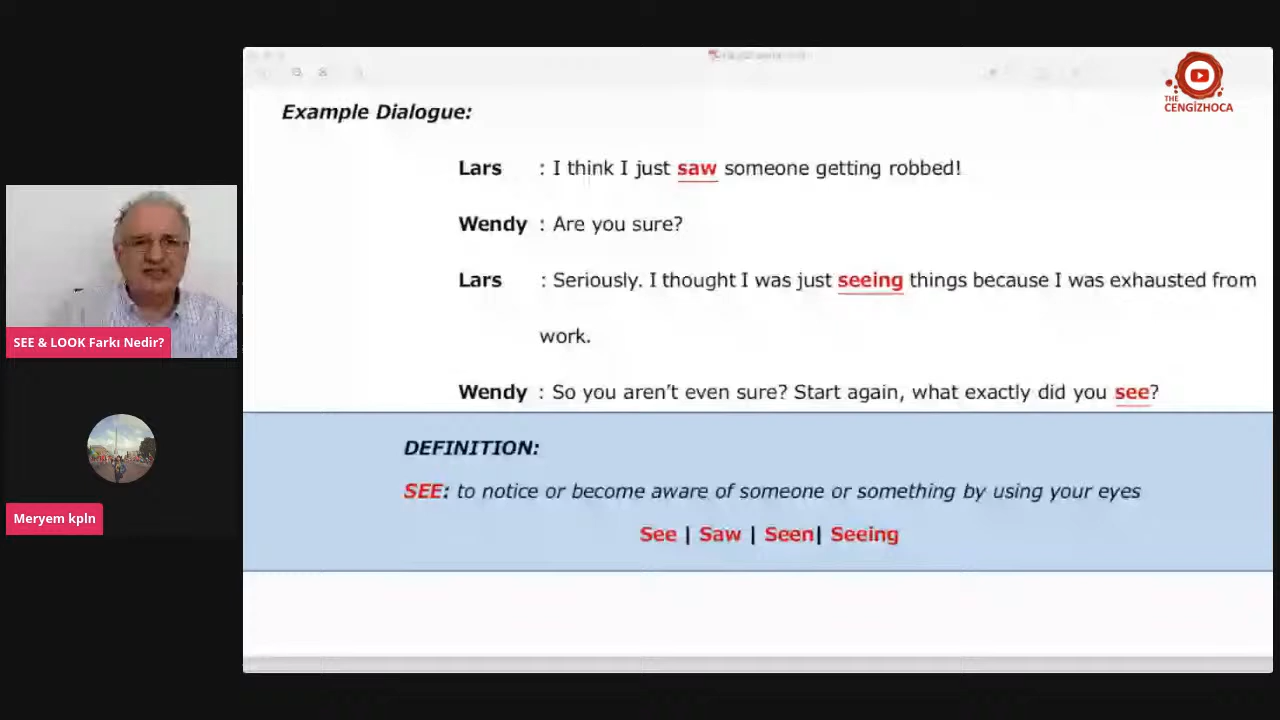 THE
CENGİZHOCA
Example Dialogue:
Lars : I think I just saw someone getting robbed!
Wendy : Are you sure?
Lars : Seriously. I thought I was just seeing things because I was exhausted from
work.
Wendy : So you aren't even sure? Start again, what exactly did you see?
DEFINITION:
SEE: to notice or become aware of someone or something by using your eyes
See | Saw | Seen| Seeing
SEE & LOOK Farkı Nedir?
Meryem kpln